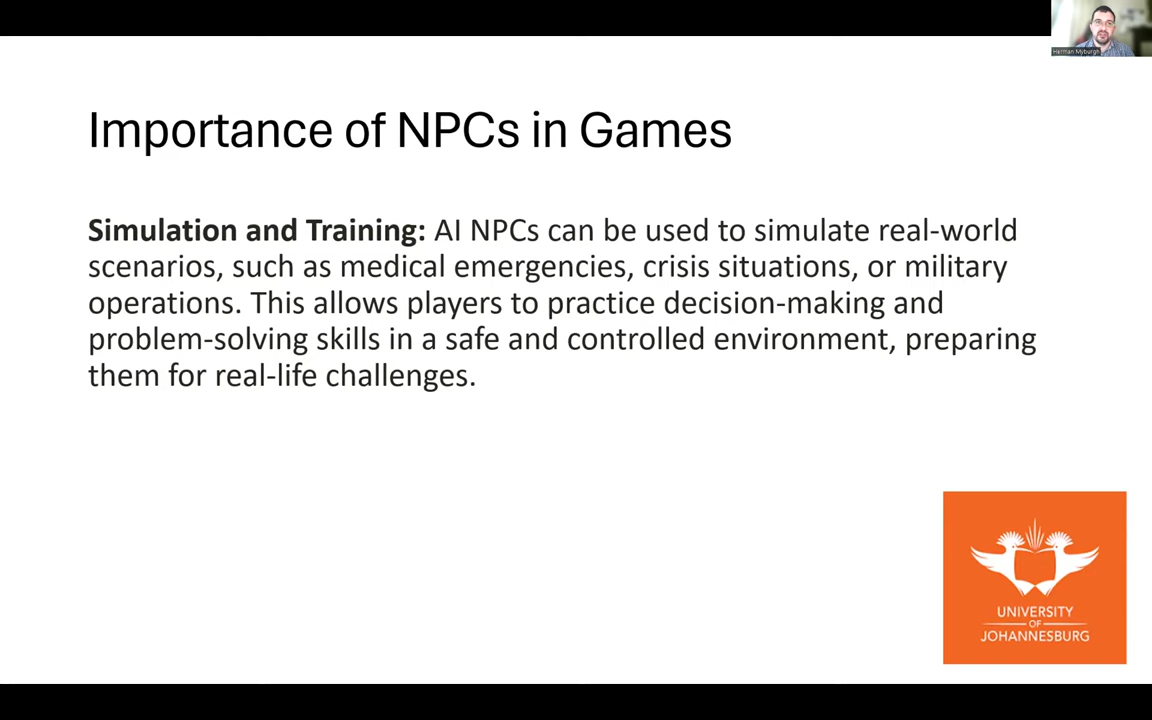 Herman Myburgh
Importance of NPCs in Games
Simulation and Training: AI NPCs can be used to simulate real-world
scenarios, such as medical emergencies, crisis situations, or military
operations. This allows players to practice decision-making and
problem-solving skills in a safe and controlled environment, preparing
them for real-life challenges.
UNIVERSITY
OF
JOHANNESBURG